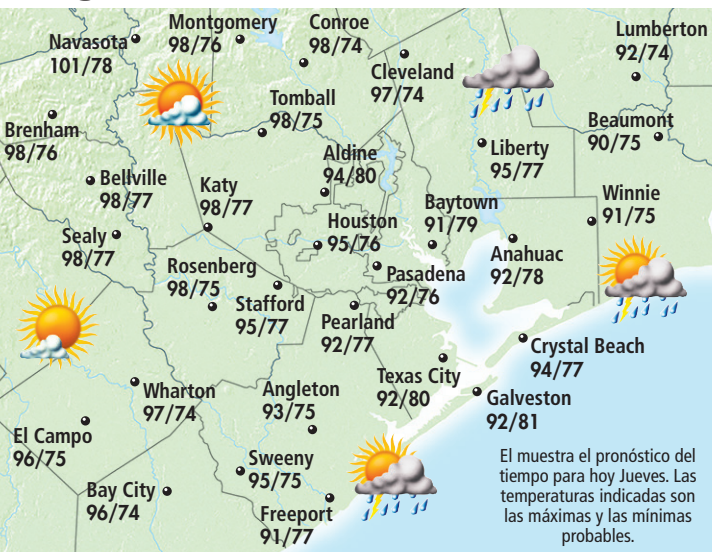 Navasota
101/78
Montgomery
98/76
Conroe
98/74
Cleveland
97/74
Lumberton
92/74
Brenham
98/76
Tomball
98/75
Beaumont
90/75
Liberty
95/77
Bellville
98/77
Katy
98/77
Aldine
94/80
Winnie
91/75
Baytown
91/79
Sealy
98/77
Houston
95/76
Anahuac
92/78
Rosenberg
98/75
Pasadena
92/76
Stafford
95/77
Pearland
92/77
Crystal Beach
94/77
Wharton
97/74
Angleton
93/75
Texas City
92/80
Galveston
92/81
El Campo
96/75
Sweeny
95/75
Bay City
96/74
Freeport
91/77
El muestra el pronóstico del
tiempo para hoy Jueves. Las
temperaturas indicadas son
las máximas y las mínimas
probables.